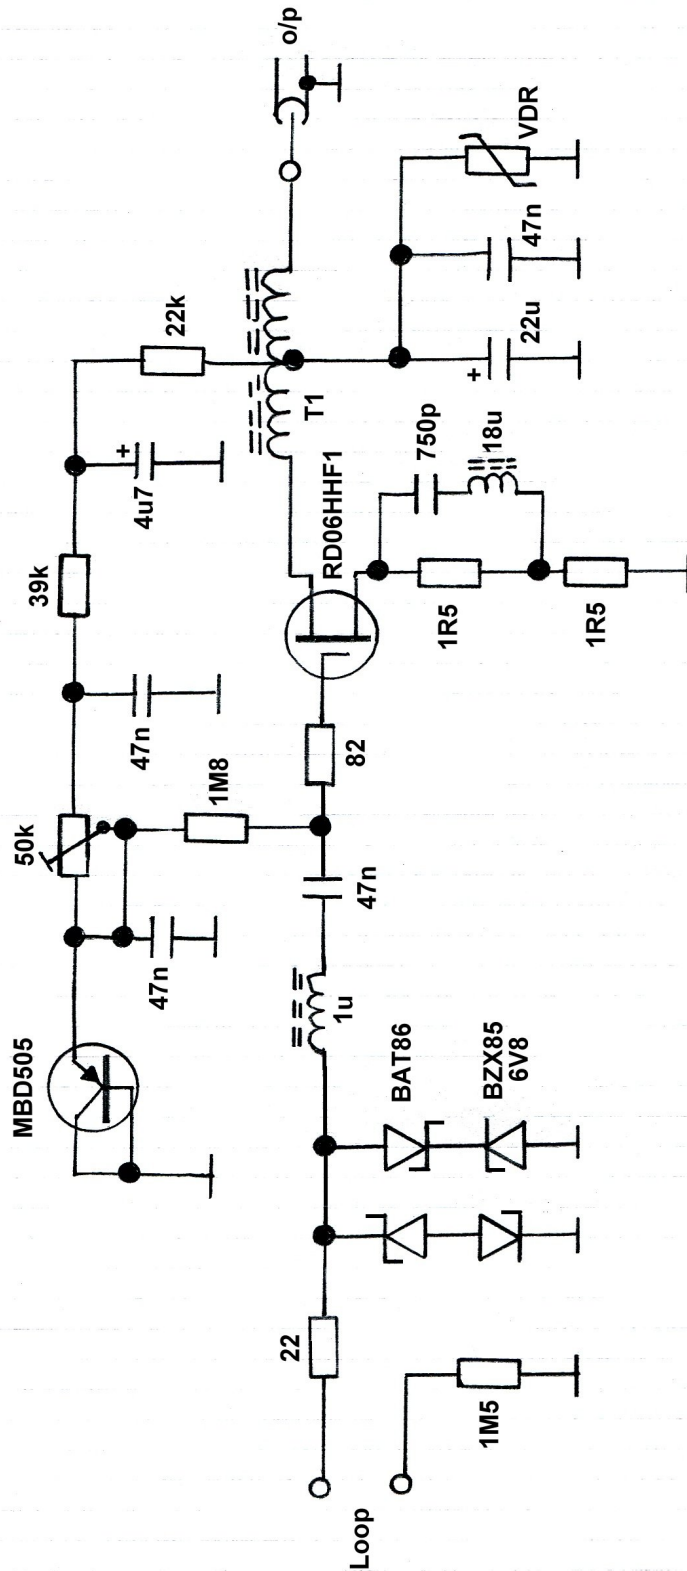 MBD505
50k
39k
22k
47n
47n
4u7
1M8
T1
o/p
RD06HHF1
82
47n
1u
22
Loop
1M5
BAT86
BZX85
6V8
1R5
1R5
750p
18u
+
+
22u
47n
VDR